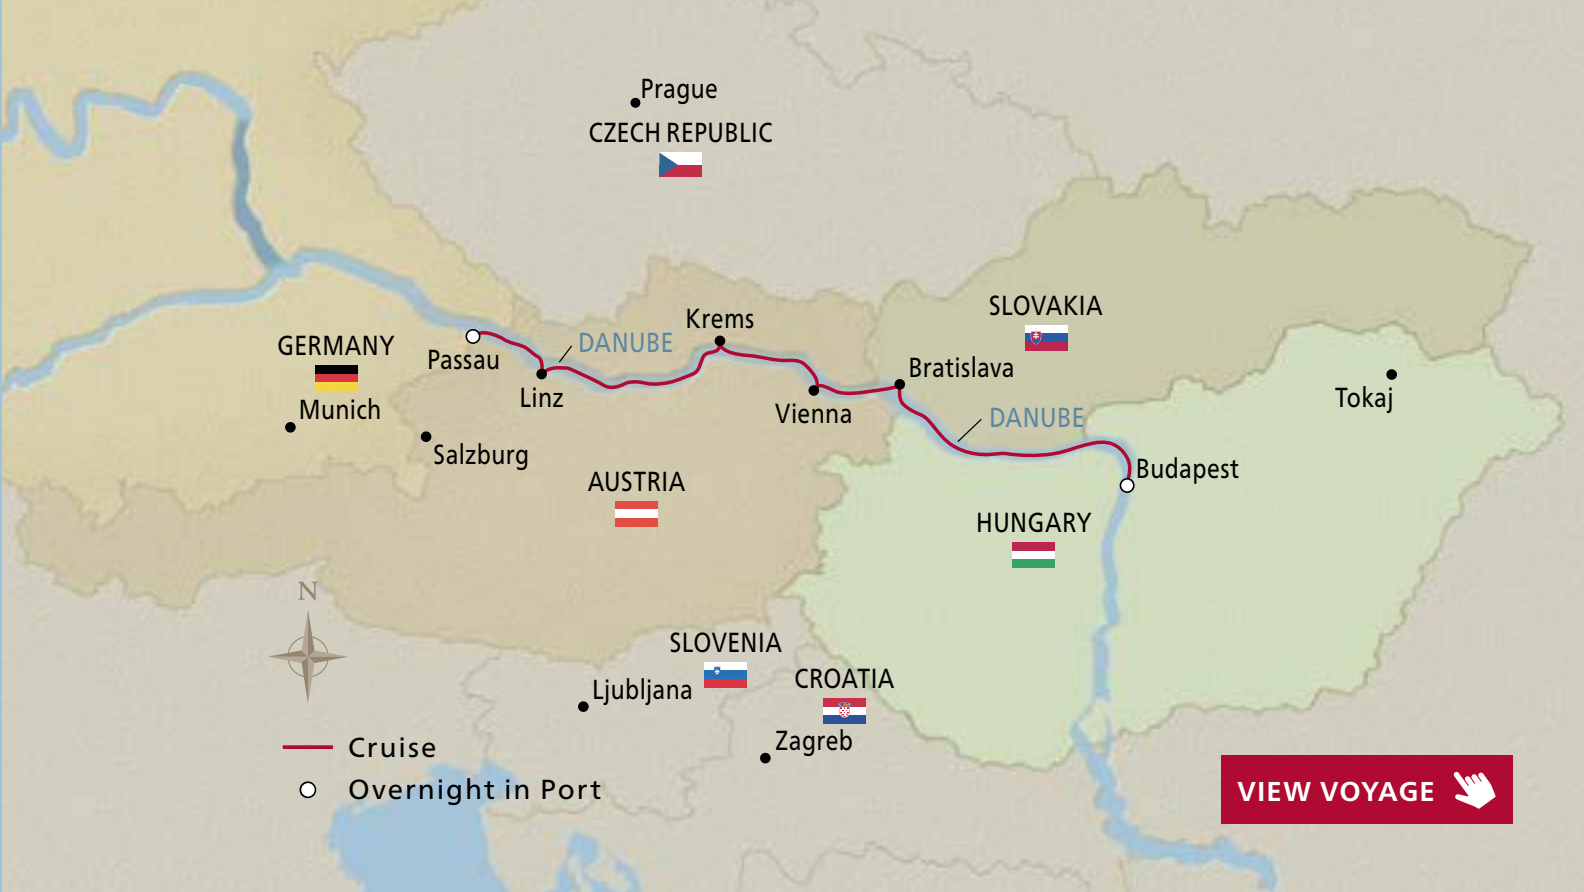 Prague
CZECH REPUBLIC
SLOVAKIA
Krems
DANUBE
GERMANY
Passau
Bratislava
Linz
Tokaj
Munich
Vienna
DANUBE
Salzburg
Budapest
AUSTRIA
HUNGARY
N
SLOVENIA
Ljubljana
CROATIA
Zagreb
Cruise
Overnight in Port
VIEW VOYAGE